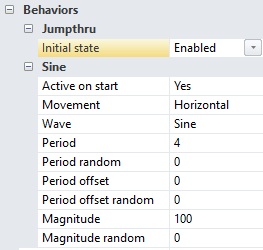 Behaviors
Jumpthru
Initial state Enabled
Sine
Active on start Yes
Movement Horizontal
Wave Sine
Period 4
Period random 0
Period offset 0
Period offset random 0
Magnitude 100
Magnitude random 0